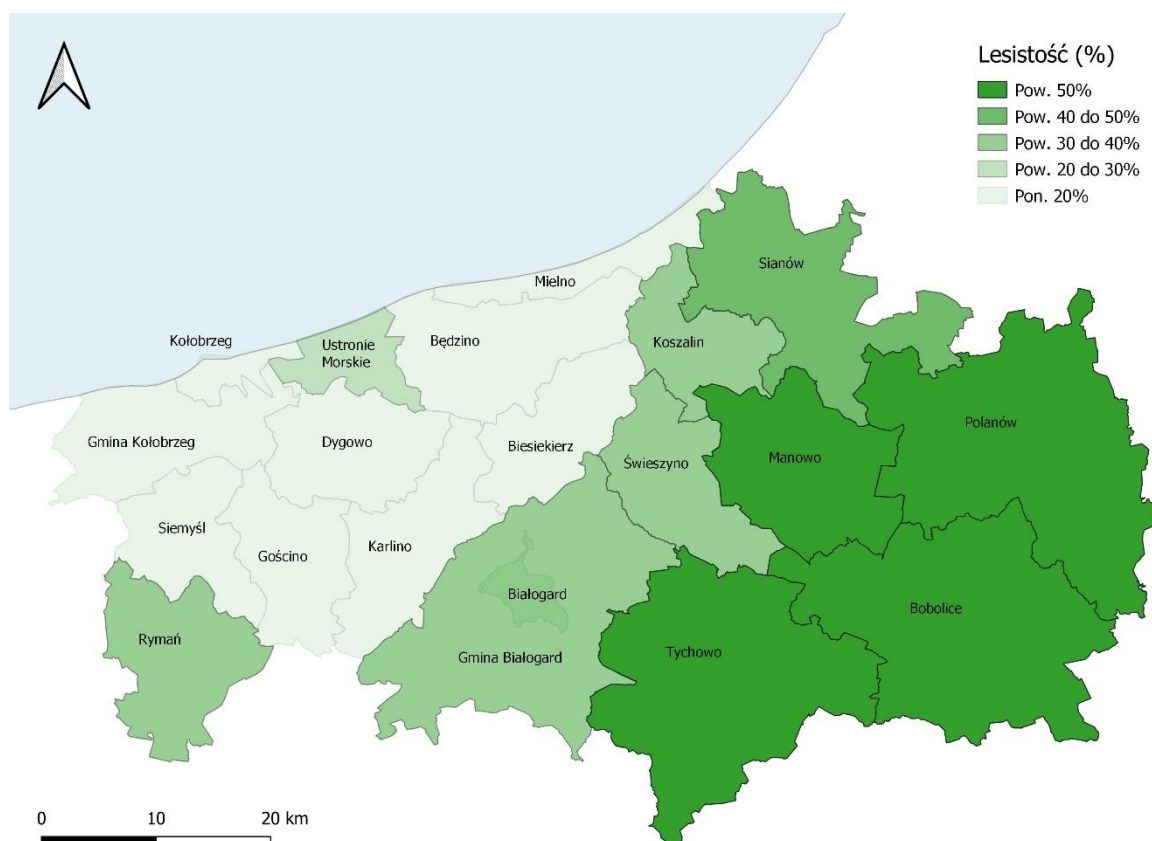 Lesistość (%)
Pow. 50%
Pow. 40 do 50%
Pow. 30 do 40%
Pow. 20 do 30%
Pon. 20%
Sianów
Mielno
Kołobrzeg
Ustronie
Morskie
Będzino
Koszalin
Polanów
Gmina Kołobrzeg
Dygowo
Biesiekierz
Świeszyno
Manowo
Siemyśl
Gościno
Karlino
Białogard
Bobolice
Rymań
Gmina Białogard
Tychowo
0
10
20 km